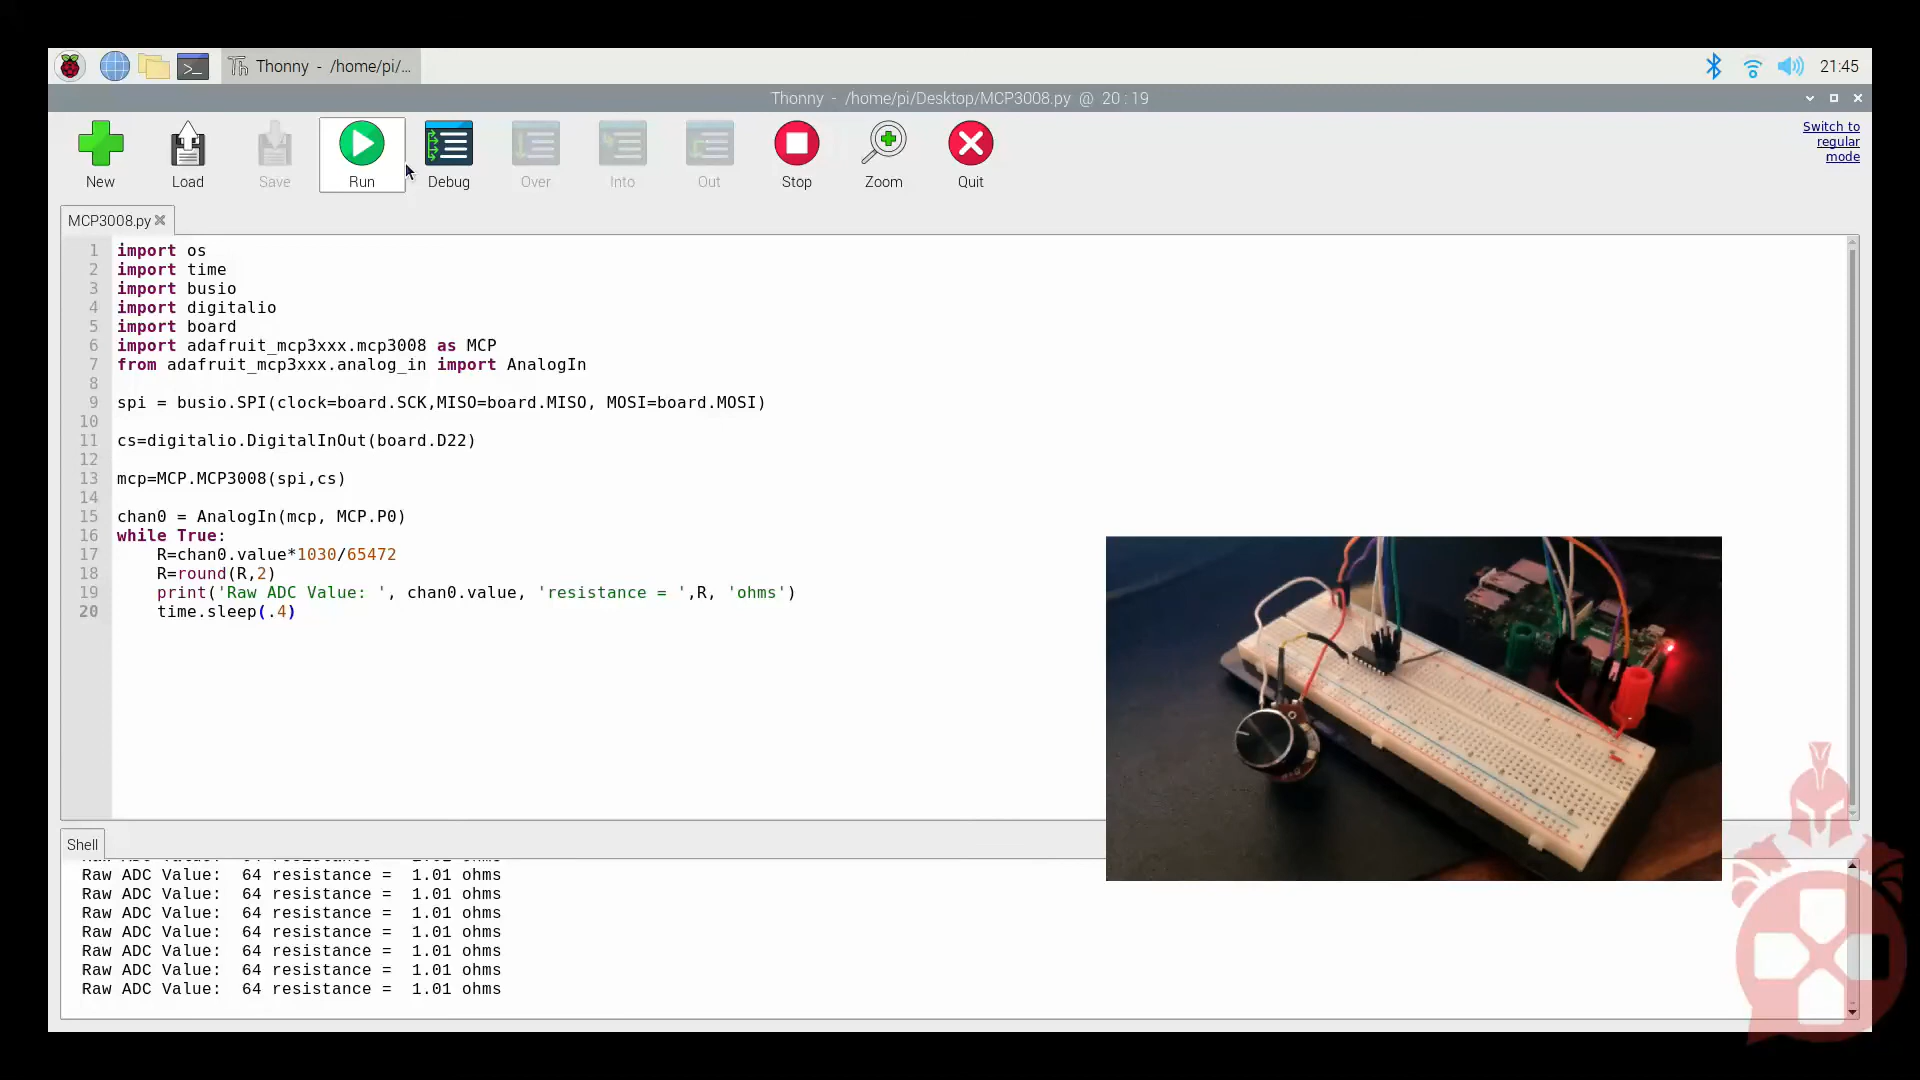 Thonny - /home/pi/...
21:45
Thonny - /home/pi/Desktop/MCP3008.py @ 20 : 19
New
Load
Save
Run
Debug
Over
Into
Out
Stop
Zoom
Quit
Switch to
regular
mode
MCP3008.py
1 import os
2 import time
3 import busio
4 import digitalio
5 import board
6 import adafruit_mcp3xxx.mcp3008 as MCP
7 from adafruit_mcp3xxx.analog_in import AnalogIn
8
9 spi = busio.SPI(clock=board.SCK,MISO=board.MISO, MOSI=board.MOSI)
10
11 cs=digitalio.DigitalInOut(board.D22)
12
13 mcp=MCP.MCP3008(spi,cs)
14
15 chan0 = AnalogIn(mcp, MCP.P0)
16 while True:
17     R=chan0.value*1030/65472
18     R=round(R,2)
19     print('Raw ADC Value: ', chan0.value, 'resistance = ',R, 'ohms')
20     time.sleep(.4)
Shell
Raw ADC Value:  64 resistance =  1.01 ohms
Raw ADC Value:  64 resistance =  1.01 ohms
Raw ADC Value:  64 resistance =  1.01 ohms
Raw ADC Value:  64 resistance =  1.01 ohms
Raw ADC Value:  64 resistance =  1.01 ohms
Raw ADC Value:  64 resistance =  1.01 ohms
Raw ADC Value:  64 resistance =  1.01 ohms